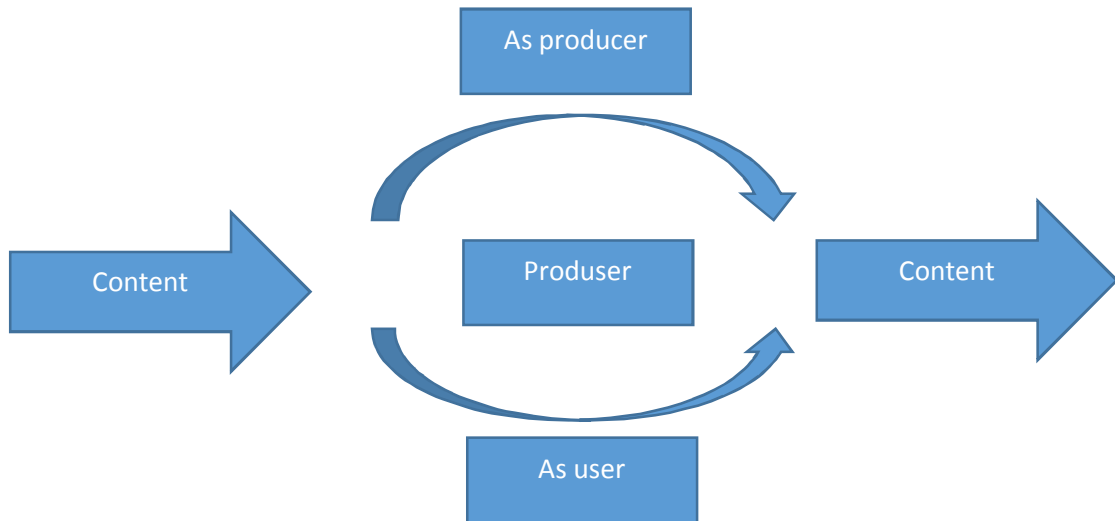 As producer
Content
Produser
Content
As user